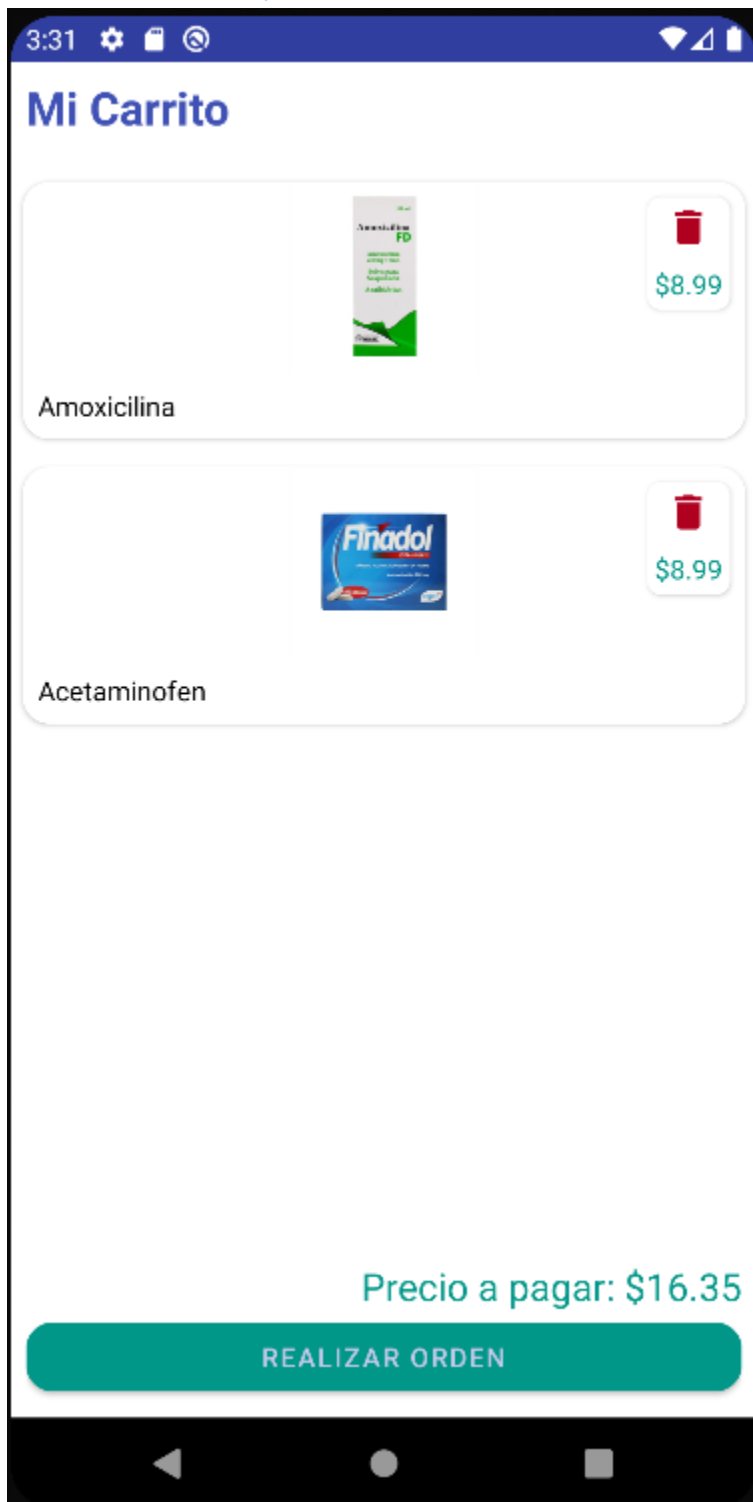 3:31
Mi Carrito
Amoxicilina
FD
$8.99
Amoxicilina
Finadol
$8.99
Acetaminofen
Precio a pagar: $16.35
REALIZAR ORDEN